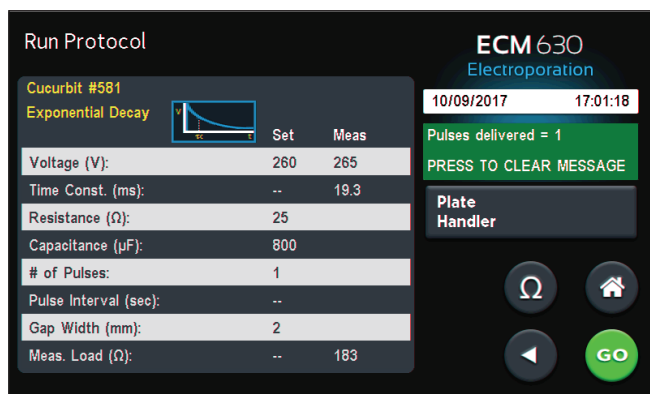 Run Protocol
ECM 630
Electroporation
Cucurbit #581
Exponential Decay
V
τc
t
Set Meas
Voltage (V): 260 265
Time Const. (ms): -- 19.3
Resistance (Ω): 25
Capacitance (µF): 800
# of Pulses: 1
Pulse Interval (sec): --
Gap Width (mm): 2
Meas. Load (Ω): -- 183
10/09/2017 17:01:18
Pulses delivered = 1
PRESS TO CLEAR MESSAGE
Plate
Handler
Ω
GO